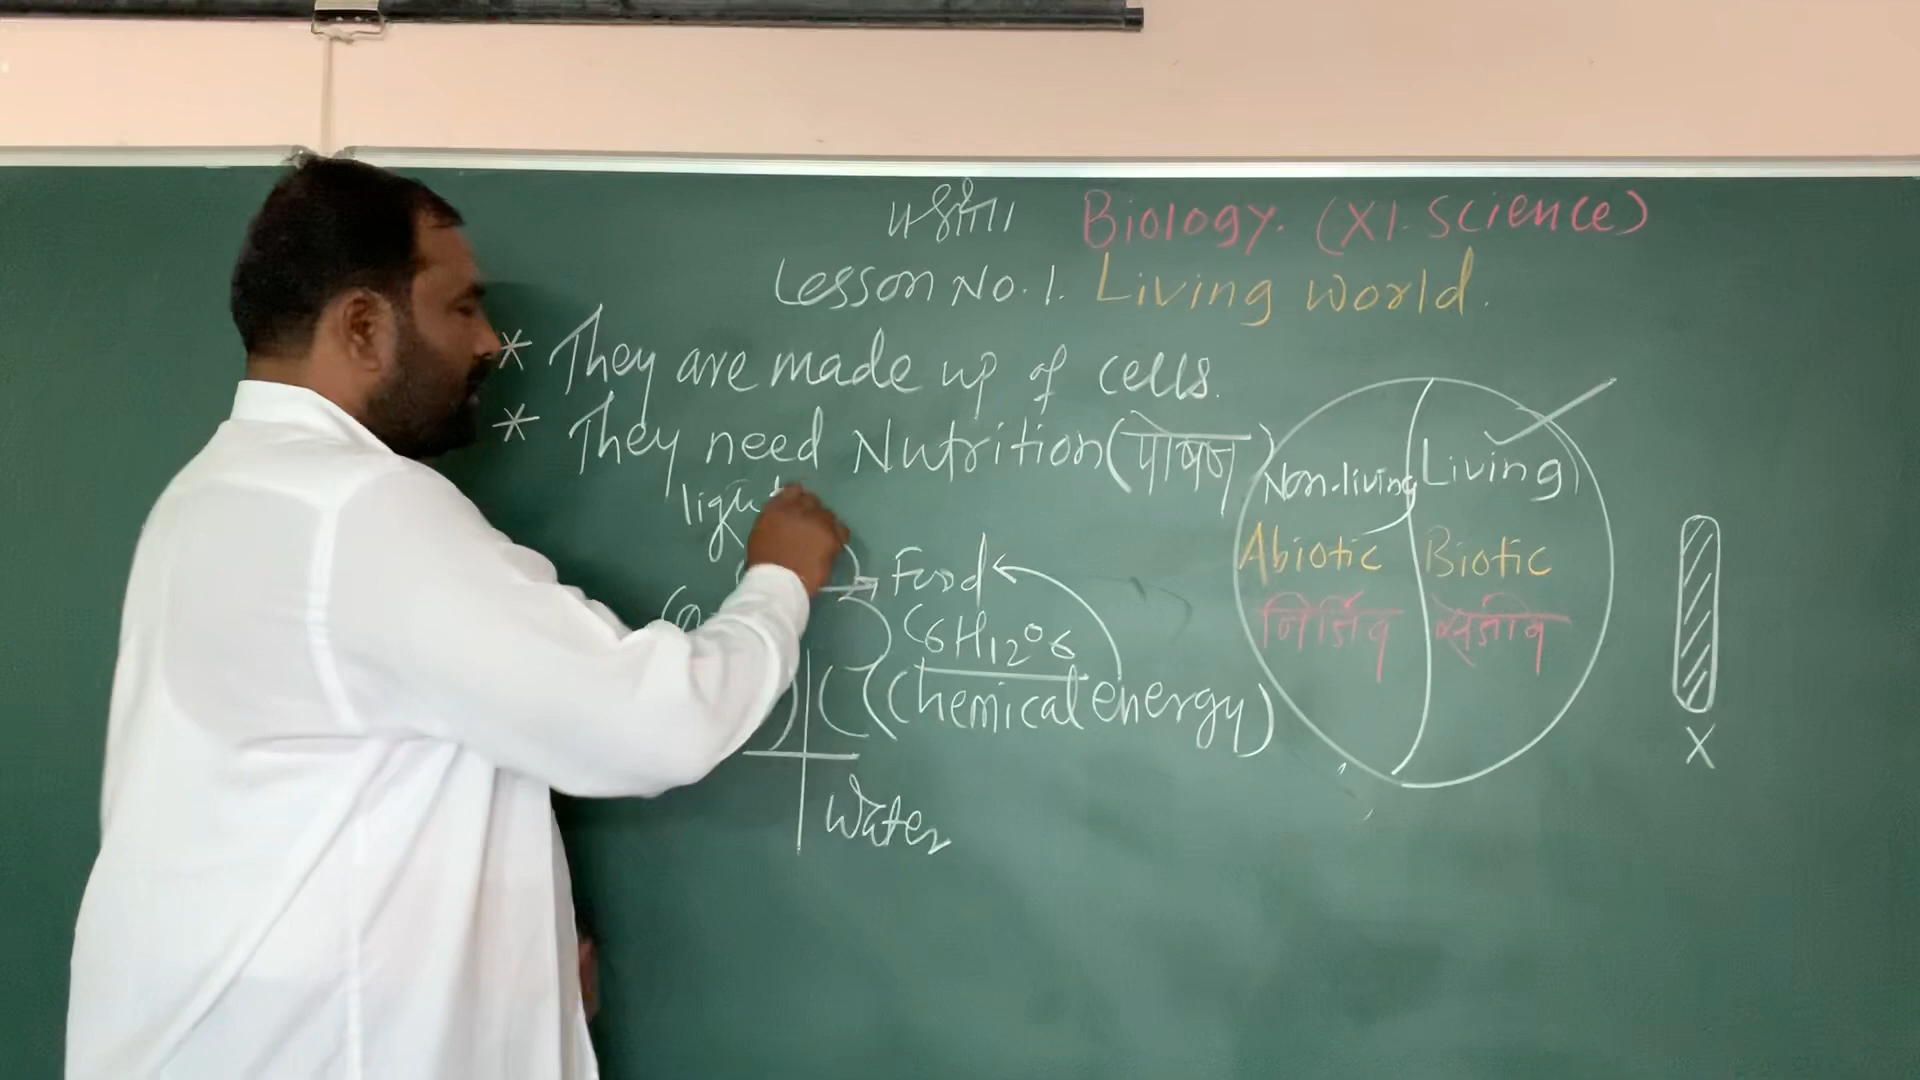 Biology. (XI. Science)
Lesson No. 1. Living World.
* They are made up of cells.
* They need Nutrition (पोषण)
light
Food
C6H12O6
(Chemical energy)
Water
Non-living Living
Abiotic Biotic
निर्जिव सजीव
X